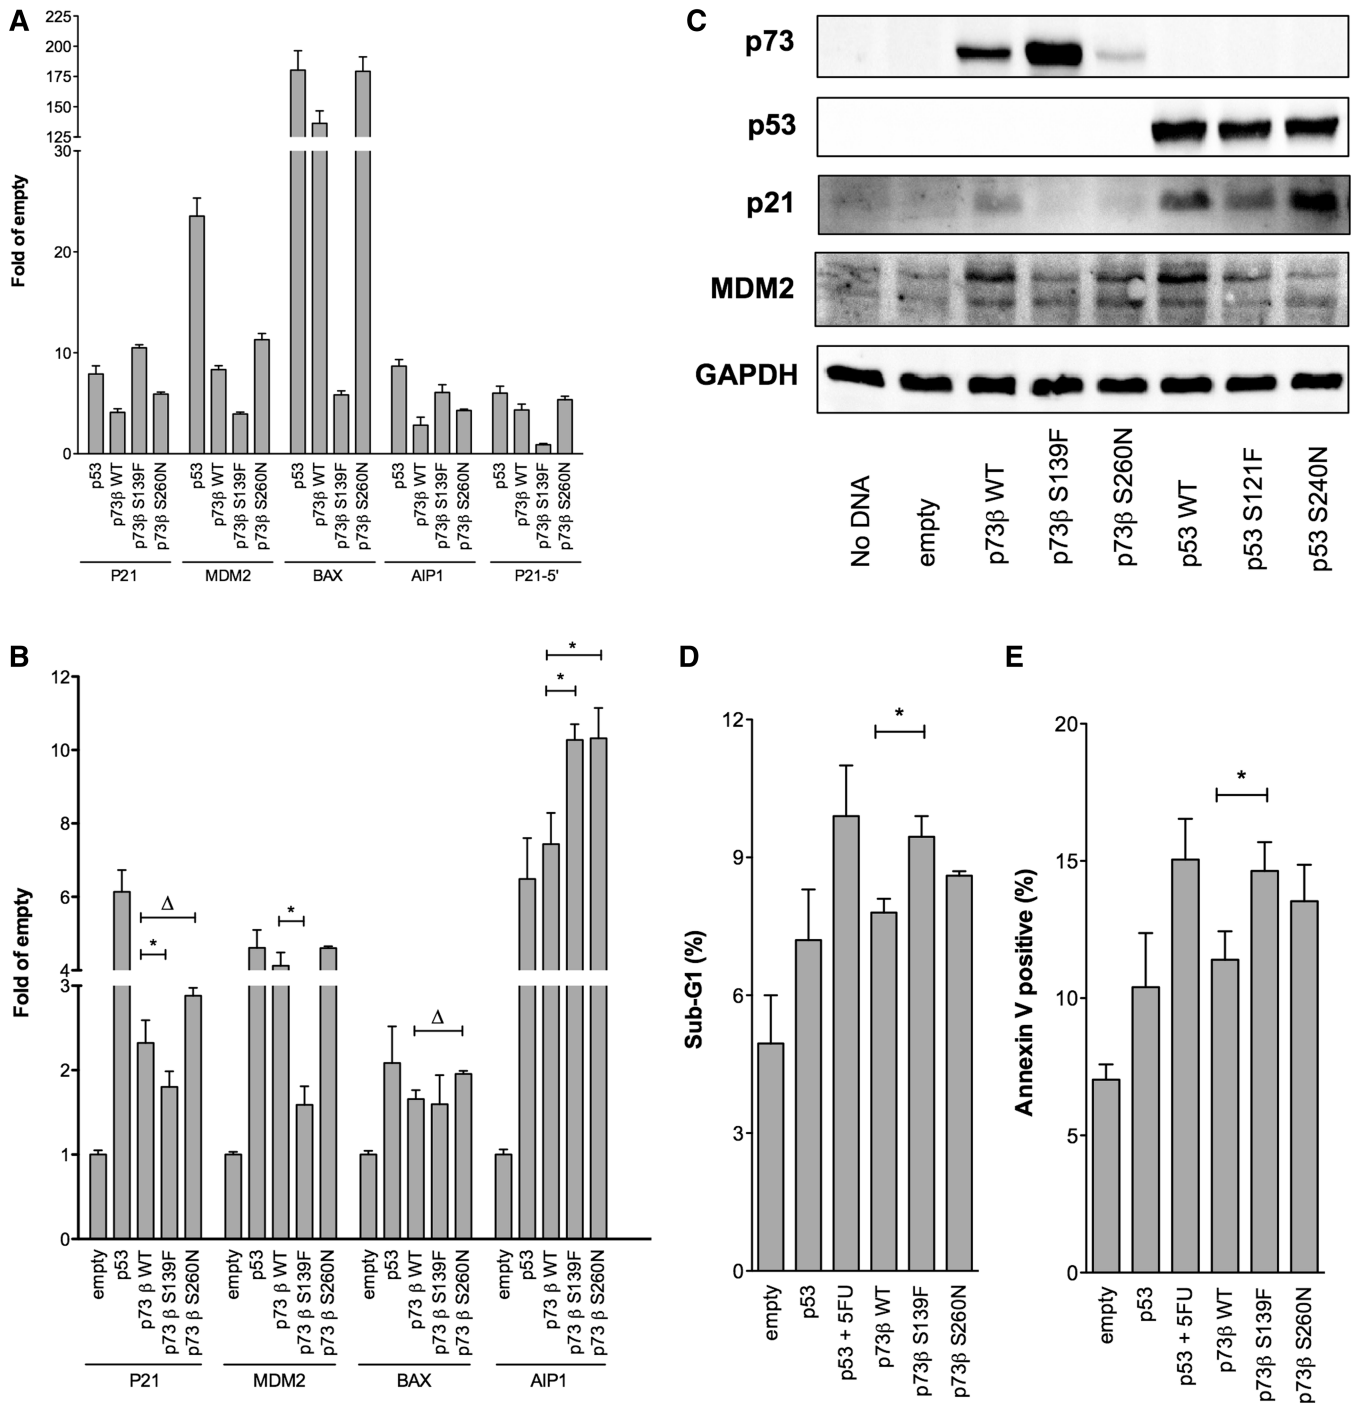 A
225
200
175
150
125
30
20
10
0
Fold of empty
p53
p73β WT
p73β S139F
p73β S260N
p53
p73β WT
p73β S139F
p73β S260N
p53
p73β WT
p73β S139F
p73β S260N
p53
p73β WT
p73β S139F
p73β S260N
p53
p73β WT
p73β S139F
p73β S260N
P21 MDM2 BAX AIP1 P21-5'
C
p73
p53
p21
MDM2
GAPDH
No DNA
empty
p73β WT
p73β S139F
p73β S260N
p53 WT
p53 S121F
p53 S240N
B
12
10
8
6
4
3
2
1
0
Fold of empty
Δ
*
*
Δ
*
*
empty
p53
p73 β WT
p73 β S139F
p73 β S260N
empty
p53
p73 β WT
p73 β S139F
p73 β S260N
empty
p53
p73 β WT
p73 β S139F
p73 β S260N
empty
p53
p73 β WT
p73 β S139F
p73 β S260N
P21 MDM2 BAX AIP1
D
12
9
6
3
0
Sub-G1 (%)
*
empty
p53
p53 + 5FU
p73β WT
p73β S139F
p73β S260N
E
20
15
10
5
0
Annexin V positive (%)
*
empty
p53
p53 + 5FU
p73β WT
p73β S139F
p73β S260N